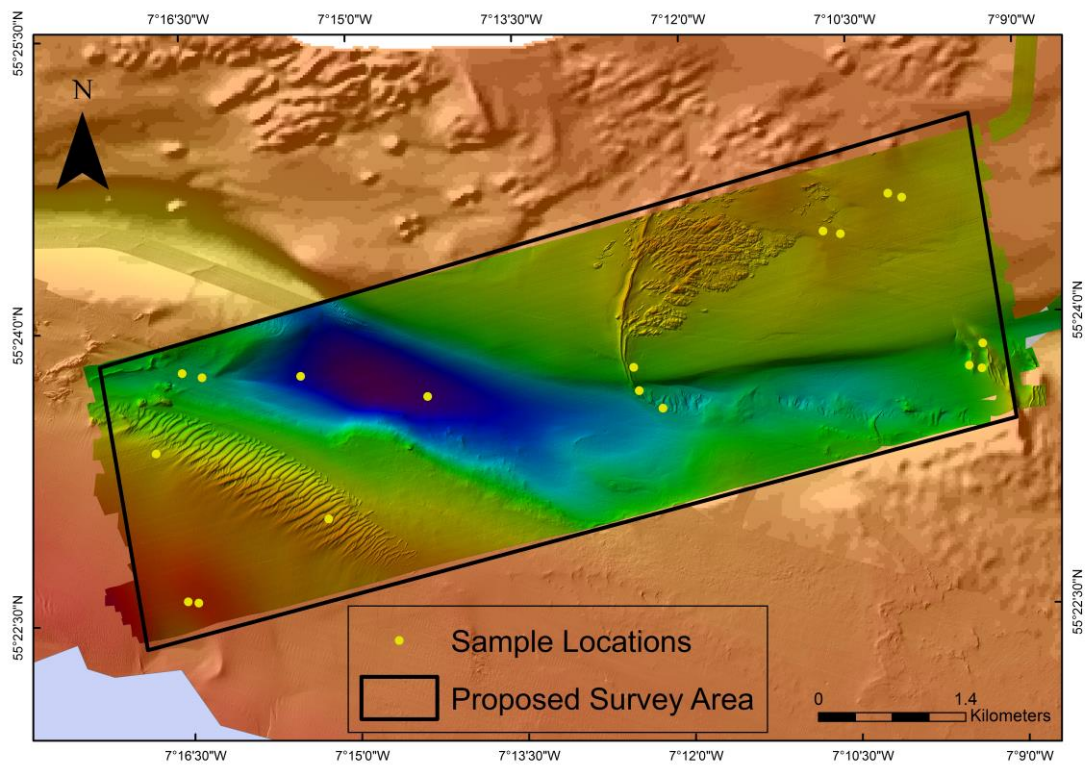 7°16'30"W 7°15'0"W 7°13'30"W 7°12'0"W 7°10'30"W 7°9'0"W
55°25'30"N
N
55°24'0"N 55°24'0"N
55°22'30"N 55°22'30"N
Sample Locations
Proposed Survey Area
0 1.4
Kilometers
7°16'30"W 7°15'0"W 7°13'30"W 7°12'0"W 7°10'30"W 7°9'0"W